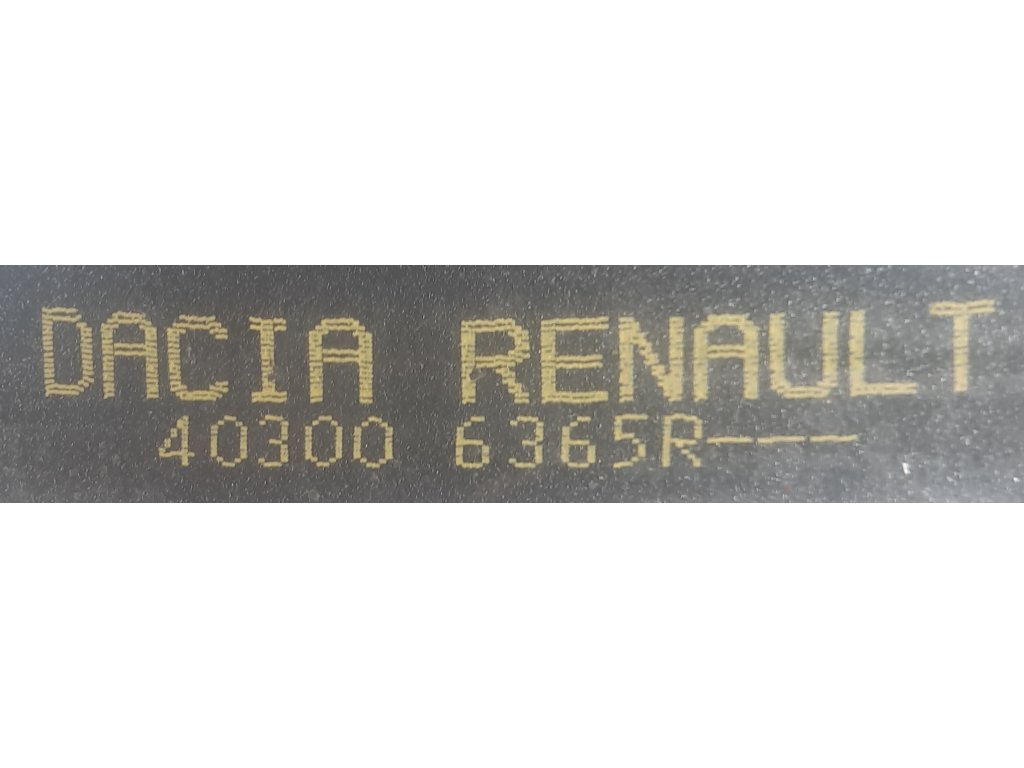 DACIA RENAULT
40300 6365R---